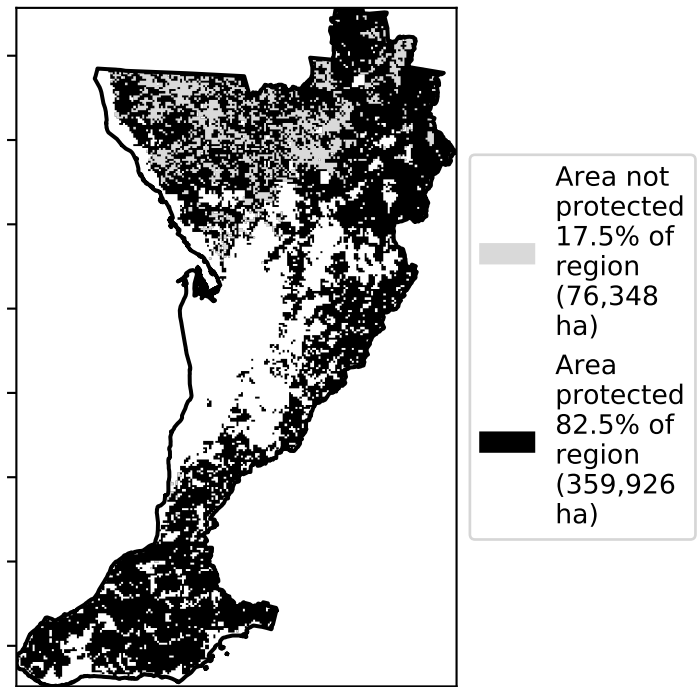 Area not
protected
17.5% of
region
(76,348
ha)
Area
protected
82.5% of
region
(359,926
ha)